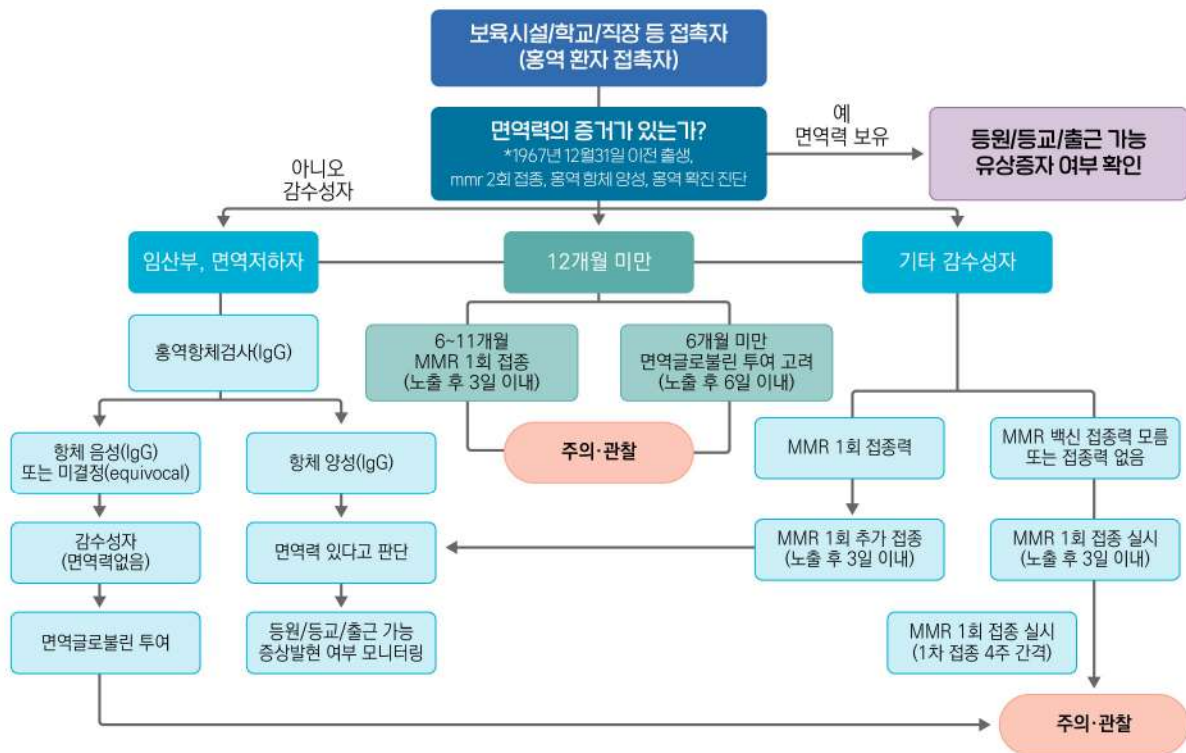 보육시설/학교/직장 등 접촉자
(홍역 환자 접촉자)
면역력의 증거가 있는가?
*1967년 12월31일 이전 출생,
mmr 2회 접종, 홍역 항체 양성, 홍역 확진 진단
예
면역력 보유
등원/등교/출근 가능
유상증자 여부 확인
아니오
감수성자
임산부, 면역저하자
12개월 미만
기타 감수성자
홍역항체검사(IgG)
6~11개월
MMR 1회 접종
(노출 후 3일 이내)
6개월 미만
면역글로불린 투여 고려
(노출 후 6일 이내)
주의·관찰
항체 음성(IgG)
또는 미결정(equivocal)
항체 양성(IgG)
MMR 1회 접종력
MMR 백신 접종력 모름
또는 접종력 없음
감수성자
(면역력없음)
면역력 있다고 판단
MMR 1회 추가 접종
(노출 후 3일 이내)
MMR 1회 접종 실시
(노출 후 3일 이내)
면역글로불린 투여
등원/등교/출근 가능
증상발현 여부 모니터링
MMR 1회 접종 실시
(1차 접종 4주 간격)
주의·관찰